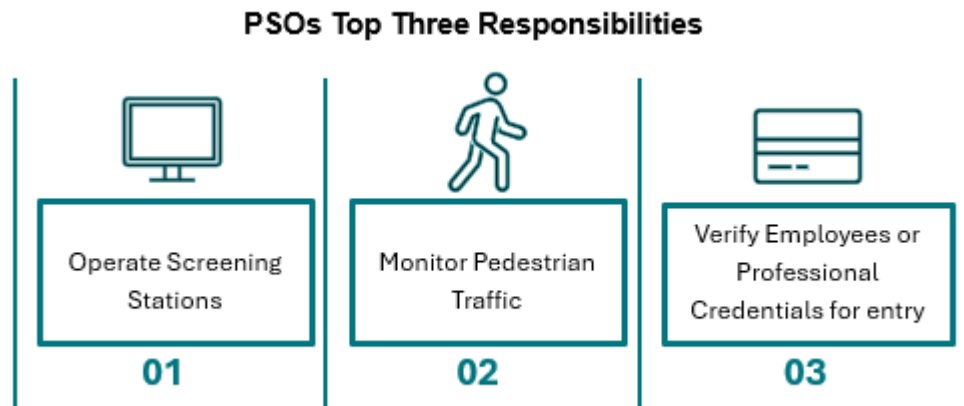 PSOs Top Three Responsibilities
Operate Screening
Stations
01
Monitor Pedestrian
Traffic
02
Verify Employees or
Professional
Credentials for entry
03